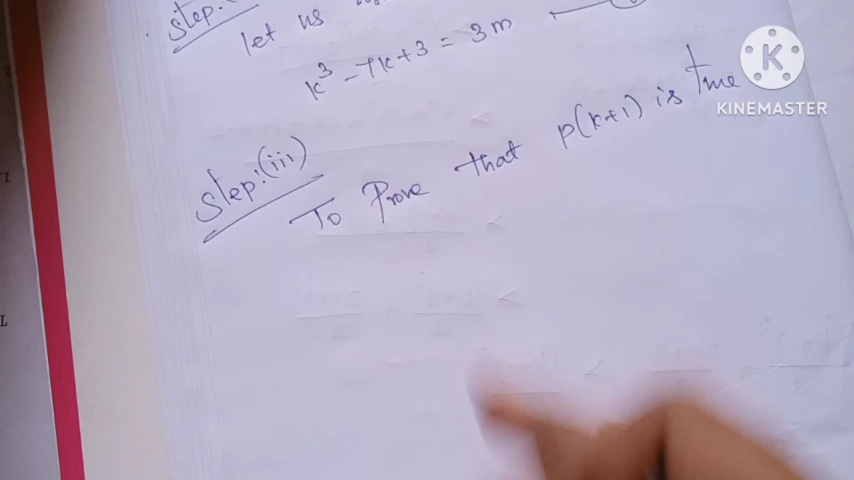 step:
let us
k³ - 7k + 3 = 3m
Step:(iii)
To Prove that p(k+1) is true
K
KINEMASTER